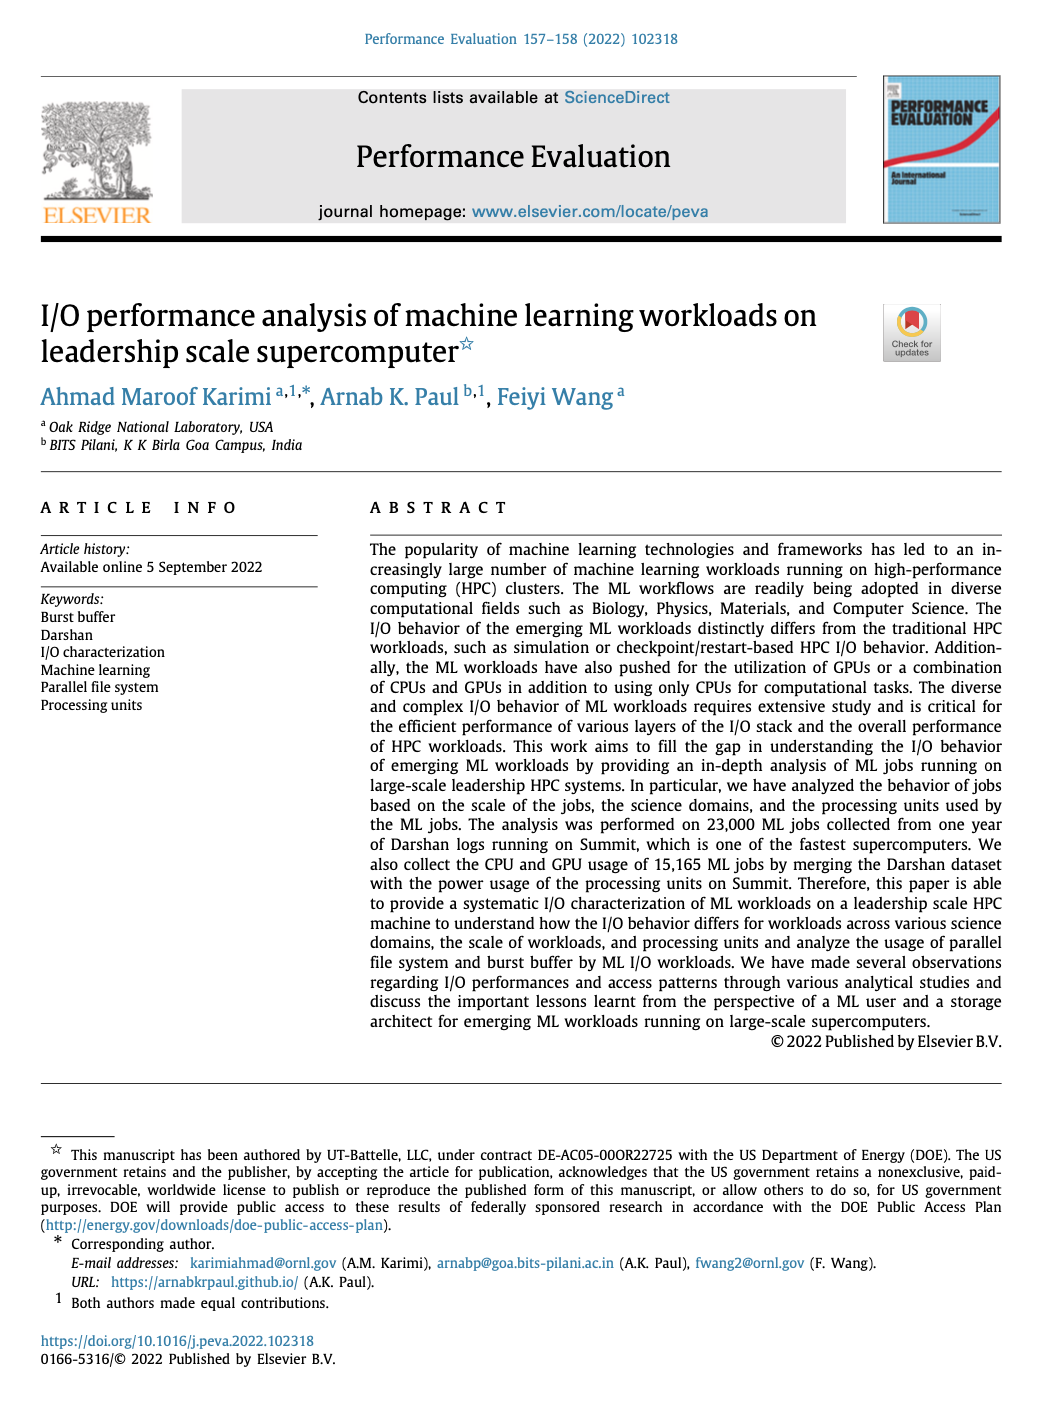 Performance Evaluation 157–158 (2022) 102318
Contents lists available at ScienceDirect
Performance Evaluation
journal homepage: www.elsevier.com/locate/peva
ELSEVIER
PERFORMANCE
EVALUATION
An International
Journal
I/O performance analysis of machine learning workloads on
leadership scale supercomputer☆
Check for
updates
Ahmad Maroof Karimi a,1,*, Arnab K. Paul b,1, Feiyi Wang a
a Oak Ridge National Laboratory, USA
b BITS Pilani, K K Birla Goa Campus, India
ARTICLE INFO
Article history:
Available online 5 September 2022
Keywords:
Burst buffer
Darshan
I/O characterization
Machine learning
Parallel file system
Processing units
ABSTRACT
The popularity of machine learning technologies and frameworks has led to an in-
creasingly large number of machine learning workloads running on high-performance
computing (HPC) clusters. The ML workflows are readily being adopted in diverse
computational fields such as Biology, Physics, Materials, and Computer Science. The
I/O behavior of the emerging ML workloads distinctly differs from the traditional HPC
workloads, such as simulation or checkpoint/restart-based HPC I/O behavior. Addition-
ally, the ML workloads have also pushed for the utilization of GPUs or a combination
of CPUs and GPUs in addition to using only CPUs for computational tasks. The diverse
and complex I/O behavior of ML workloads requires extensive study and is critical for
the efficient performance of various layers of the I/O stack and the overall performance
of HPC workloads. This work aims to fill the gap in understanding the I/O behavior
of emerging ML workloads by providing an in-depth analysis of ML jobs running on
large-scale leadership HPC systems. In particular, we have analyzed the behavior of jobs
based on the scale of the jobs, the science domains, and the processing units used by
the ML jobs. The analysis was performed on 23,000 ML jobs collected from one year
of Darshan logs running on Summit, which is one of the fastest supercomputers. We
also collect the CPU and GPU usage of 15,165 ML jobs by merging the Darshan dataset
with the power usage of the processing units on Summit. Therefore, this paper is able
to provide a systematic I/O characterization of ML workloads on a leadership scale HPC
machine to understand how the I/O behavior differs for workloads across various science
domains, the scale of workloads, and processing units and analyze the usage of parallel
file system and burst buffer by ML I/O workloads. We have made several observations
regarding I/O performances and access patterns through various analytical studies and
discuss the important lessons learnt from the perspective of a ML user and a storage
architect for emerging ML workloads running on large-scale supercomputers.
© 2022 Published by Elsevier B.V.
☆ This manuscript has been authored by UT-Battelle, LLC, under contract DE-AC05-00OR22725 with the US Department of Energy (DOE). The US
government retains and the publisher, by accepting the article for publication, acknowledges that the US government retains a nonexclusive, paid-
up, irrevocable, worldwide license to publish or reproduce the published form of this manuscript, or allow others to do so, for US government
purposes. DOE will provide public access to these results of federally sponsored research in accordance with the DOE Public Access Plan
(http://energy.gov/downloads/doe-public-access-plan).
* Corresponding author.
E-mail addresses: karimiahmad@ornl.gov (A.M. Karimi), arnabp@goa.bits-pilani.ac.in (A.K. Paul), fwang2@ornl.gov (F. Wang).
URL: https://arnabkrpaul.github.io/ (A.K. Paul).
1 Both authors made equal contributions.
https://doi.org/10.1016/j.peva.2022.102318
0166-5316/© 2022 Published by Elsevier B.V.